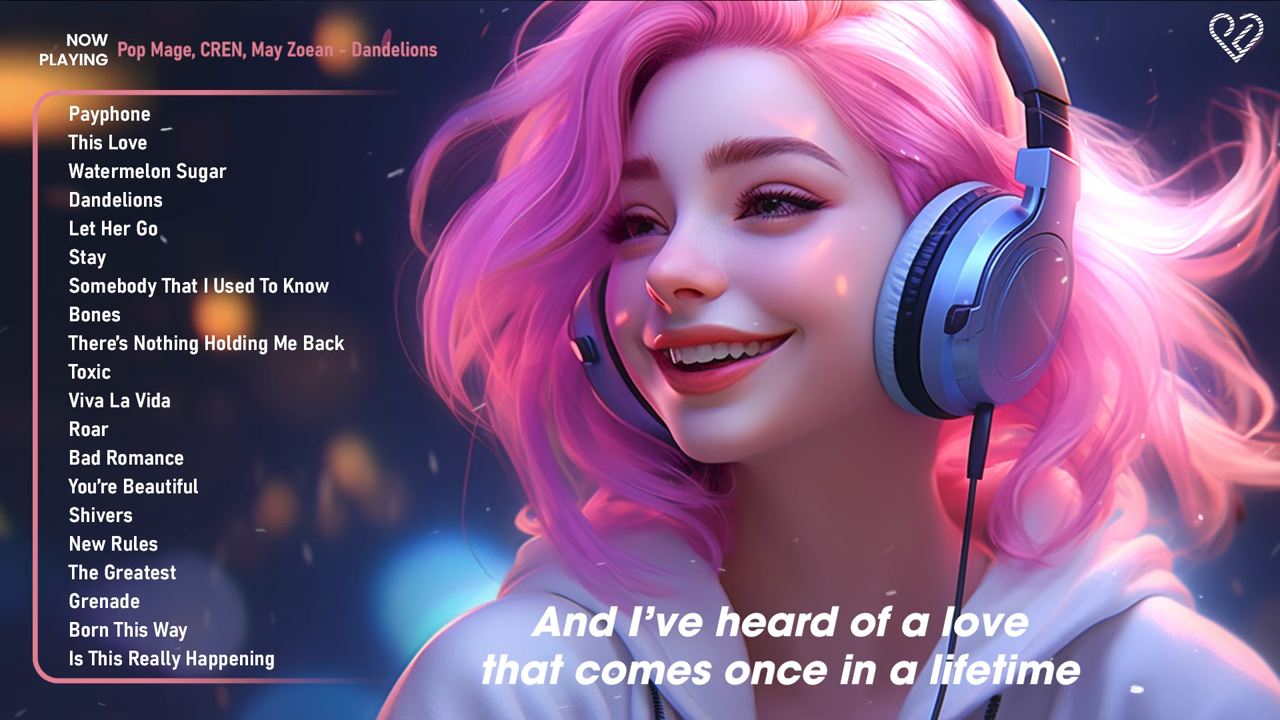 NOW
PLAYING
Pop Mage, CREN, May Zoean - Dandelions
Payphone
This Love
Watermelon Sugar
Dandelions
Let Her Go
Stay
Somebody That I Used To Know
Bones
There's Nothing Holding Me Back
Toxic
Viva La Vida
Roar
Bad Romance
You're Beautiful
Shivers
New Rules
The Greatest
Grenade
Born This Way
Is This Really Happening
And I've heard of a love
that comes once in a lifetime